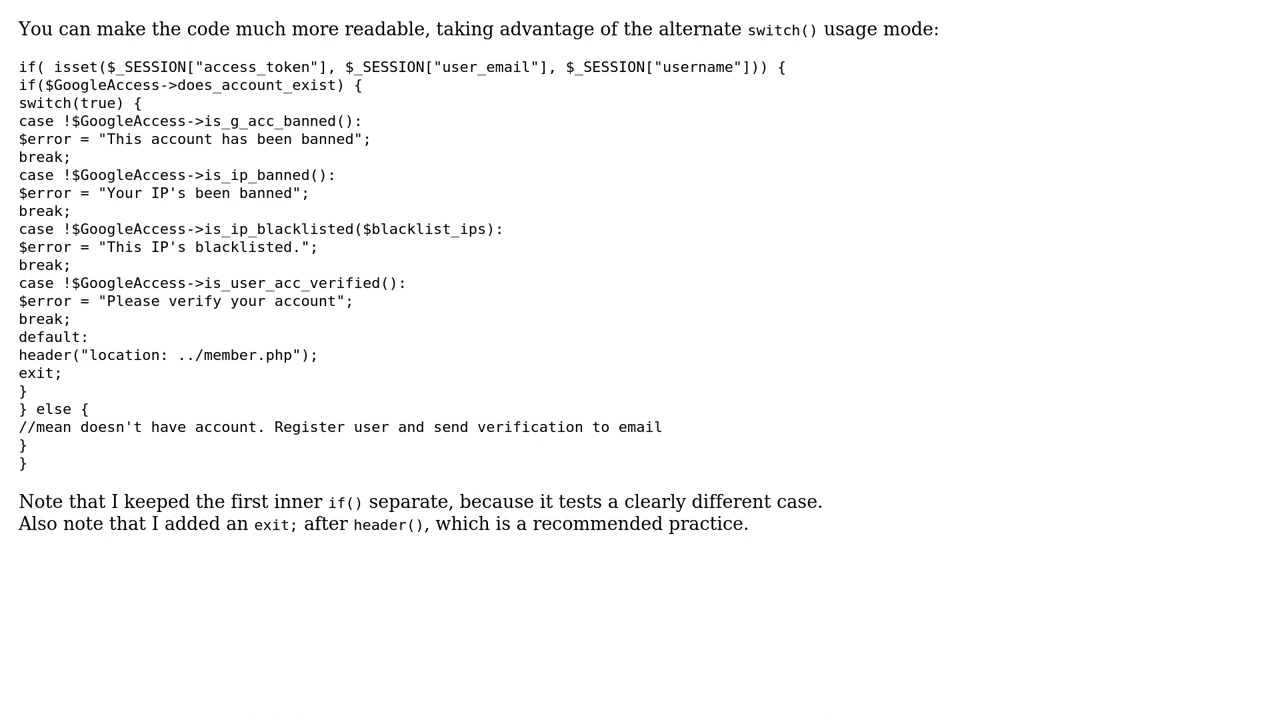 You can make the code much more readable, taking advantage of the alternate switch() usage mode:
if( isset($_SESSION["access_token"], $_SESSION["user_email"], $_SESSION["username"])) {
if($GoogleAccess->does_account_exist) {
switch(true) {
case !$GoogleAccess->is_g_acc_banned():
$error = "This account has been banned";
break;
case !$GoogleAccess->is_ip_banned():
$error = "Your IP's been banned";
break;
case !$GoogleAccess->is_ip_blacklisted($blacklist_ips):
$error = "This IP's blacklisted.";
break;
case !$GoogleAccess->is_user_acc_verified():
$error = "Please verify your account";
break;
default:
header("location: ../member.php");
exit;
}
} else {
//mean doesn't have account. Register user and send verification to email
}
}
Note that I keeped the first inner if() separate, because it tests a clearly different case.
Also note that I added an exit; after header(), which is a recommended practice.